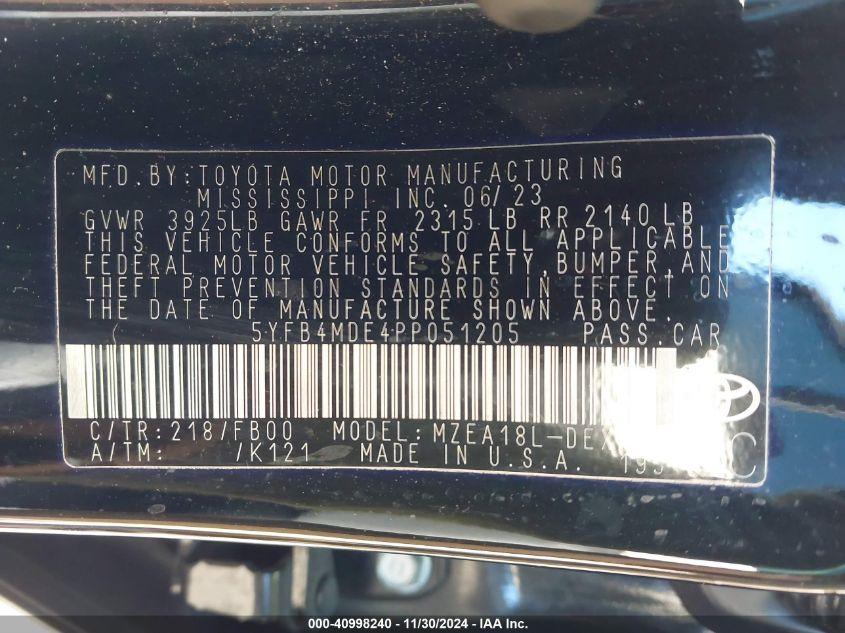 MFD. BY: TOYOTA MOTOR MANUFACTURING
MISSISSIPPI INC. 06/23
GVWR 3925LB GAWR FR 2315 LB RR 2140 LB
THIS VEHICLE CONFORMS TO ALL APPLICABLE
FEDERAL MOTOR VEHICLE SAFETY, BUMPER, AND
THEFT PREVENTION STANDARDS IN EFFECT ON
THE DATE OF MANUFACTURE SHOWN ABOVE.
5YFB4MDE4PP051205 PASS. CAR
C/TR: 218/FB00 MODEL: MZEA18L-DEX
A/TM: /K121 MADE IN U.S.A. C
000-40998240 - 11/30/2024 - IAA Inc.